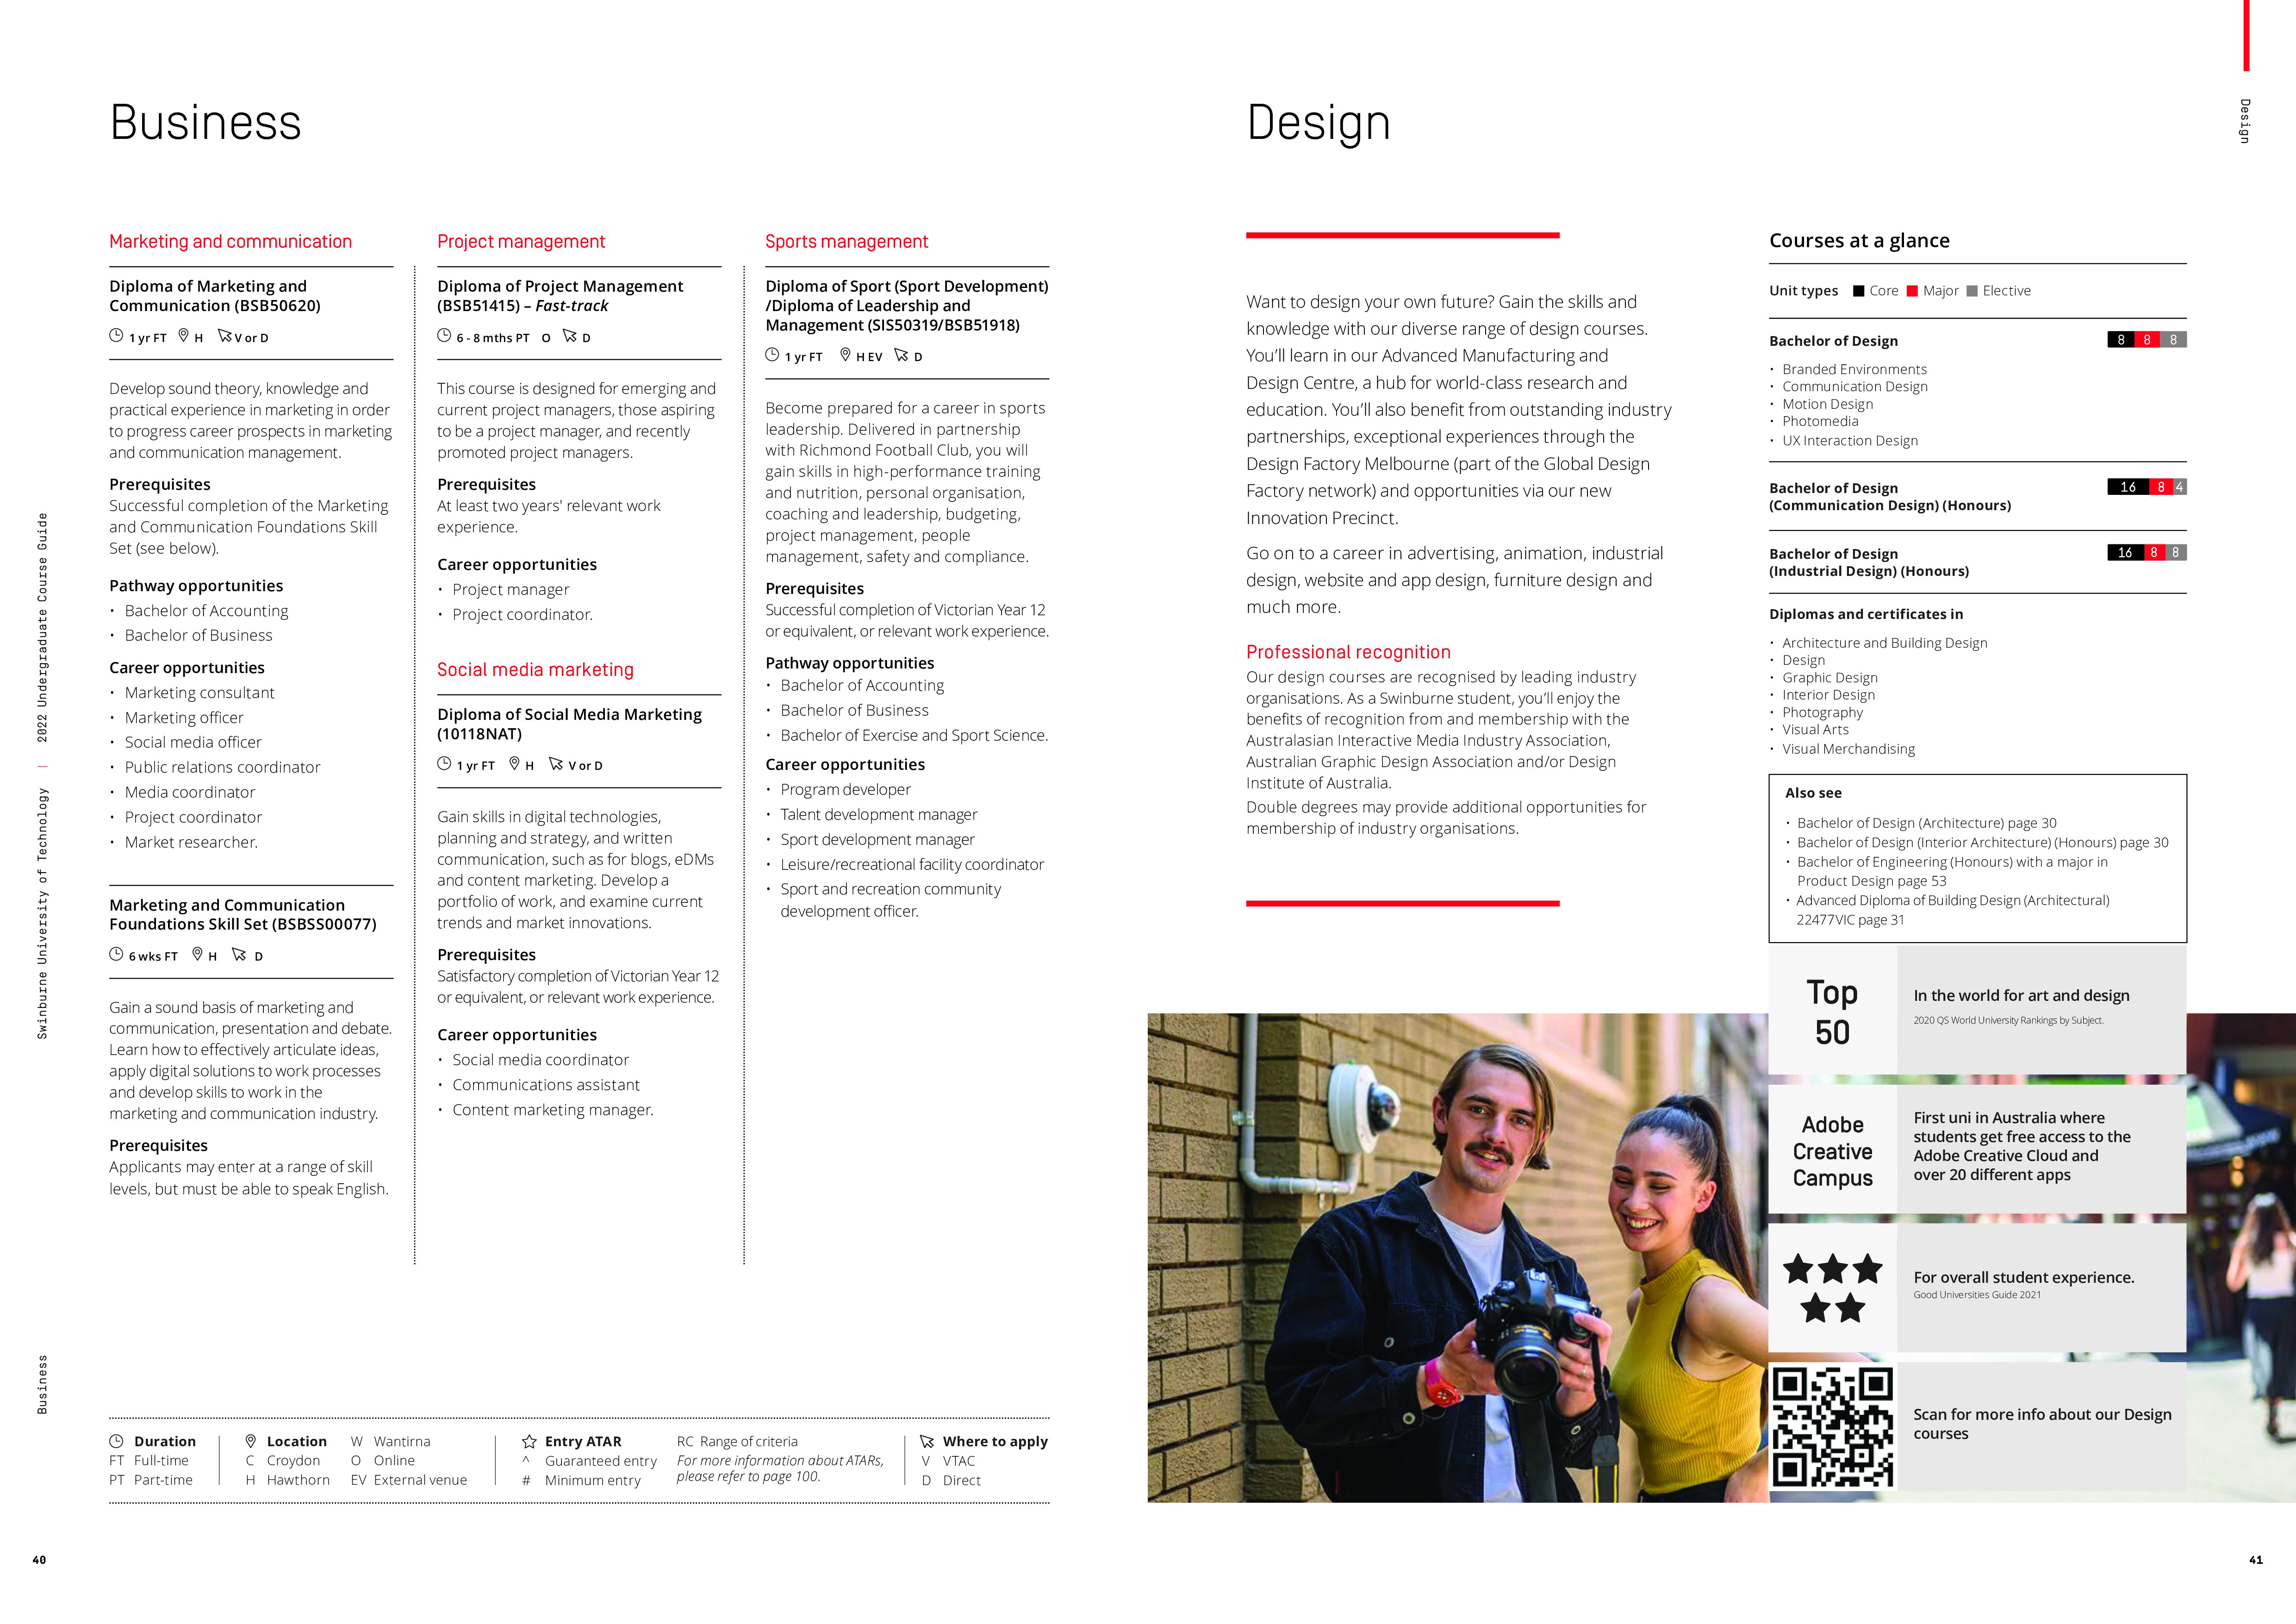 Business
Marketing and communication
Diploma of Marketing and
Communication (BSB50620)
1 yr FT H V or D
Develop sound theory, knowledge and
practical experience in marketing in order
to progress career prospects in marketing
and communication management.
Prerequisites
Successful completion of the Marketing
and Communication Foundations Skill
Set (see below).
Pathway opportunities
• Bachelor of Accounting
• Bachelor of Business
Career opportunities
• Marketing consultant
• Marketing officer
• Social media officer
• Public relations coordinator
• Media coordinator
• Project coordinator
• Market researcher.
Marketing and Communication
Foundations Skill Set (BSBSS00077)
6 wks FT H D
Gain a sound basis of marketing and
communication, presentation and debate.
Learn how to effectively articulate ideas,
apply digital solutions to work processes
and develop skills to work in the
marketing and communication industry.
Prerequisites
Applicants may enter at a range of skill
levels, but must be able to speak English.
Project management
Diploma of Project Management
(BSB51415) – Fast-track
6 - 8 mths PT O D
This course is designed for emerging and
current project managers, those aspiring
to be a project manager, and recently
promoted project managers.
Prerequisites
At least two years' relevant work
experience.
Career opportunities
• Project manager
• Project coordinator.
Social media marketing
Diploma of Social Media Marketing
(10118NAT)
1 yr FT H V or D
Gain skills in digital technologies,
planning and strategy, and written
communication, such as for blogs, eDMs
and content marketing. Develop a
portfolio of work, and examine current
trends and market innovations.
Prerequisites
Satisfactory completion of Victorian Year 12
or equivalent, or relevant work experience.
Career opportunities
• Social media coordinator
• Communications assistant
• Content marketing manager.
Sports management
Diploma of Sport (Sport Development)
/Diploma of Leadership and
Management (SIS50319/BSB51918)
1 yr FT H EV D
Become prepared for a career in sports
leadership. Delivered in partnership
with Richmond Football Club, you will
gain skills in high-performance training
and nutrition, personal organisation,
coaching and leadership, budgeting,
project management, people
management, safety and compliance.
Prerequisites
Successful completion of Victorian Year 12
or equivalent, or relevant work experience.
Pathway opportunities
• Bachelor of Accounting
• Bachelor of Business
• Bachelor of Exercise and Sport Science.
Career opportunities
• Program developer
• Talent development manager
• Sport development manager
• Leisure/recreational facility coordinator
• Sport and recreation community
development officer.
Duration
FT Full-time
PT Part-time
Location
C Croydon
H Hawthorn
W Wantirna
O Online
EV External venue
Entry ATAR
^ Guaranteed entry
# Minimum entry
RC Range of criteria
For more information about ATARs,
please refer to page 100.
Where to apply
V VTAC
D Direct
Swinburne University of Technology | 2022 Undergraduate Course Guide
Business
40
Design
Design
Want to design your own future? Gain the skills and
knowledge with our diverse range of design courses.
You’ll learn in our Advanced Manufacturing and
Design Centre, a hub for world-class research and
education. You’ll also benefit from outstanding industry
partnerships, exceptional experiences through the
Design Factory Melbourne (part of the Global Design
Factory network) and opportunities via our new
Innovation Precinct.
Go on to a career in advertising, animation, industrial
design, website and app design, furniture design and
much more.
Professional recognition
Our design courses are recognised by leading industry
organisations. As a Swinburne student, you’ll enjoy the
benefits of recognition from and membership with the
Australasian Interactive Media Industry Association,
Australian Graphic Design Association and/or Design
Institute of Australia.
Double degrees may provide additional opportunities for
membership of industry organisations.
Courses at a glance
Unit types Core Major Elective
Bachelor of Design 8 8 8
• Branded Environments
• Communication Design
• Motion Design
• Photomedia
• UX Interaction Design
Bachelor of Design 16 8 4
(Communication Design) (Honours)
Bachelor of Design 16 8 8
(Industrial Design) (Honours)
Diplomas and certificates in
• Architecture and Building Design
• Design
• Graphic Design
• Interior Design
• Photography
• Visual Arts
• Visual Merchandising
Also see
• Bachelor of Design (Architecture) page 30
• Bachelor of Design (Interior Architecture) (Honours) page 30
• Bachelor of Engineering (Honours) with a major in
Product Design page 53
• Advanced Diploma of Building Design (Architectural)
22477VIC page 31
Top
50
In the world for art and design
2020 QS World University Rankings by Subject.
Adobe
Creative
Campus
First uni in Australia where
students get free access to the
Adobe Creative Cloud and
over 20 different apps
For overall student experience.
Good Universities Guide 2021
Scan for more info about our Design
courses
41